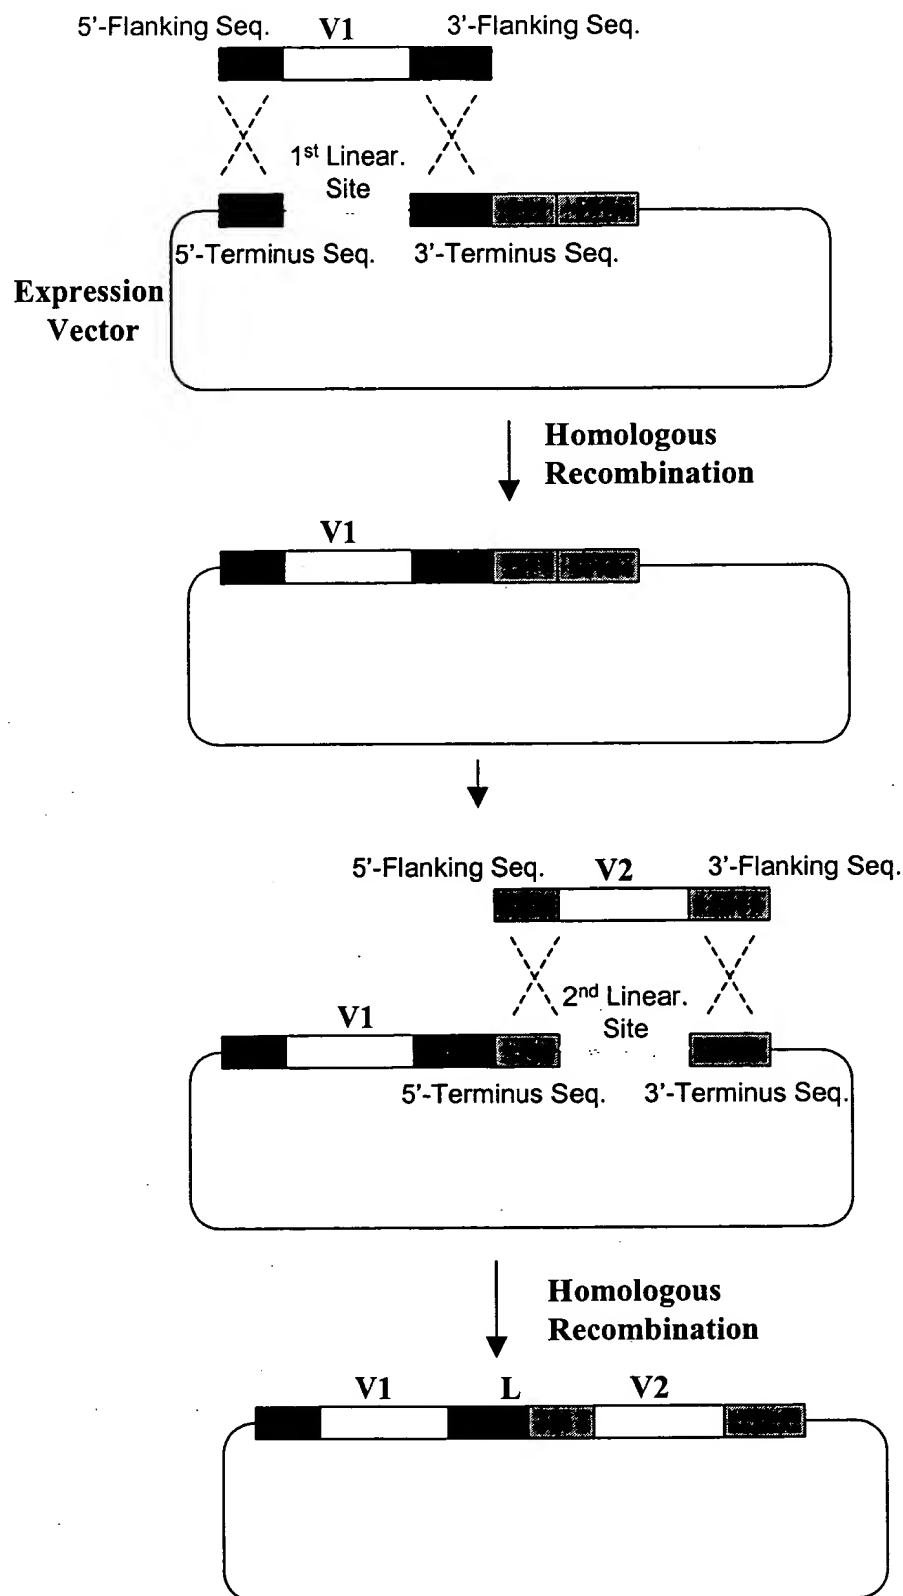 5'-Flanking Seq. V1 3'-Flanking Seq.
1st Linear.
Site
5'-Terminus Seq. 3'-Terminus Seq.
Expression
Vector
Homologous
Recombination
V1
5'-Flanking Seq. V2 3'-Flanking Seq.
2nd Linear.
Site
V1
5'-Terminus Seq. 3'-Terminus Seq.
Homologous
Recombination
V1 L V2